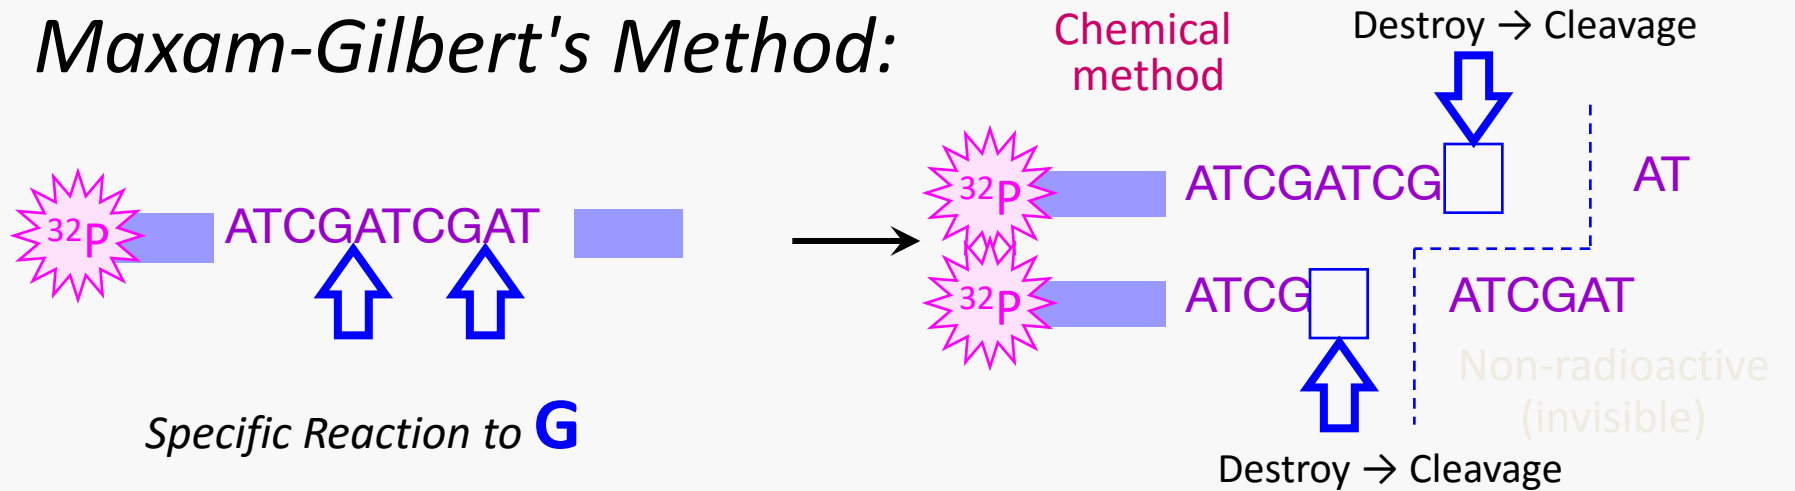 Maxam-Gilbert's Method:
Chemical
method
Destroy → Cleavage
32P
ATCGATCGAT
Specific Reaction to G
32P
ATCGATCG
AT
32P
ATCG
ATCGAT
Non-radioactive
(invisible)
Destroy → Cleavage